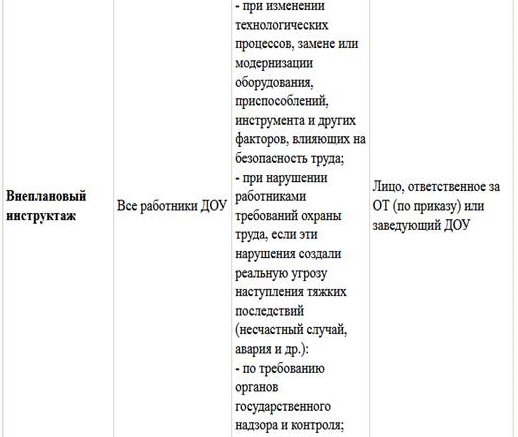 Внеплановый
инструктаж
Все работники ДОУ
- при изменении
технологических
процессов, замене или
модернизации
оборудования,
приспособлений,
инструмента и других
факторов, влияющих на
безопасность труда;
- при нарушении
работниками
требований охраны
труда, если эти
нарушения создали
реальную угрозу
наступления тяжких
последствий
(несчастный случай,
авария и др.):
- по требованию
органов
государственного
надзора и контроля;
Лицо, ответственное за
ОТ (по приказу) или
заведующий ДОУ